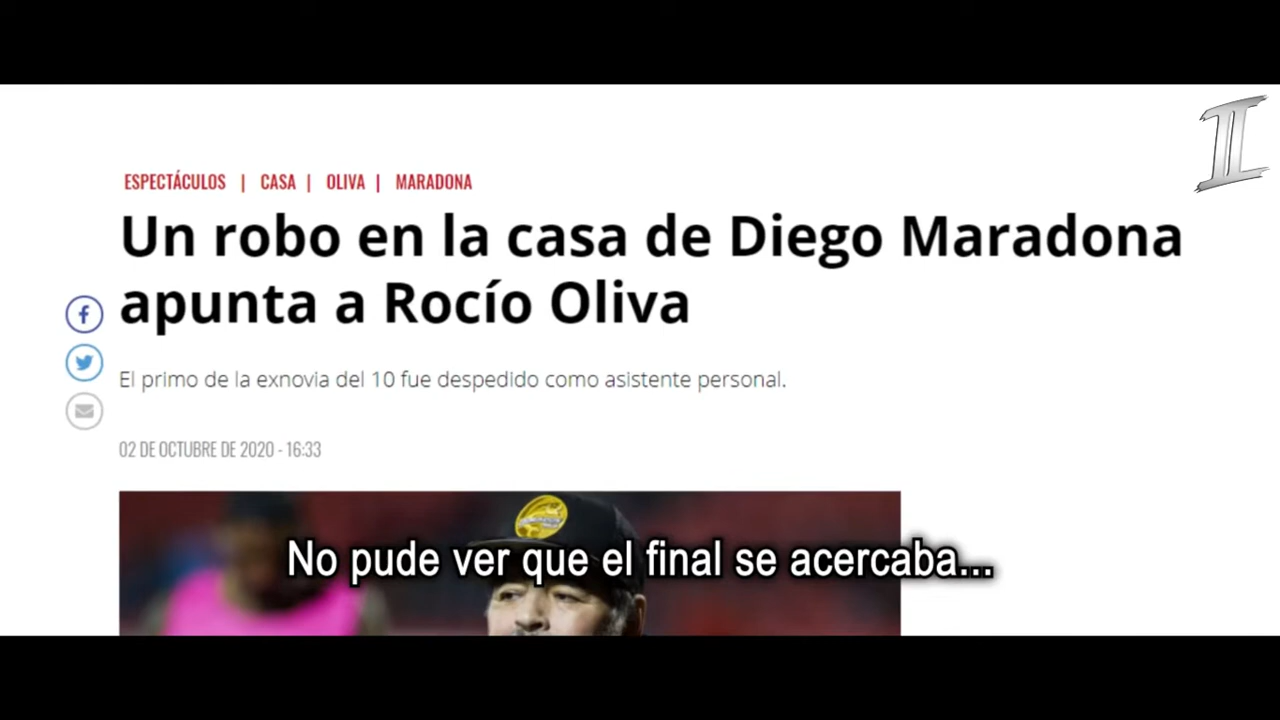 ESPECTÁCULOS | CASA | OLIVA | MARADONA
Un robo en la casa de Diego Maradona
apunta a Rocío Oliva
El primo de la exnovia del 10 fue despedido como asistente personal.
02 DE OCTUBRE DE 2020 - 16:33
No pude ver que el final se acercaba...